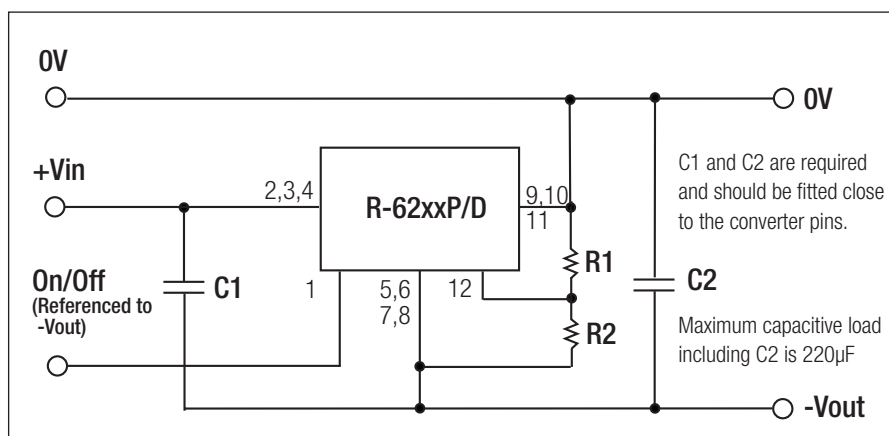 0V
0V
+Vin
2,3,4
R-62xxP/D
9,10
11
C1 and C2 are required
and should be fitted close
to the converter pins.
On/Off
(Referenced to
-Vout)
C1
1
5,6
7,8
12
R1
R2
C2
Maximum capacitive load
including C2 is 220µF
-Vout